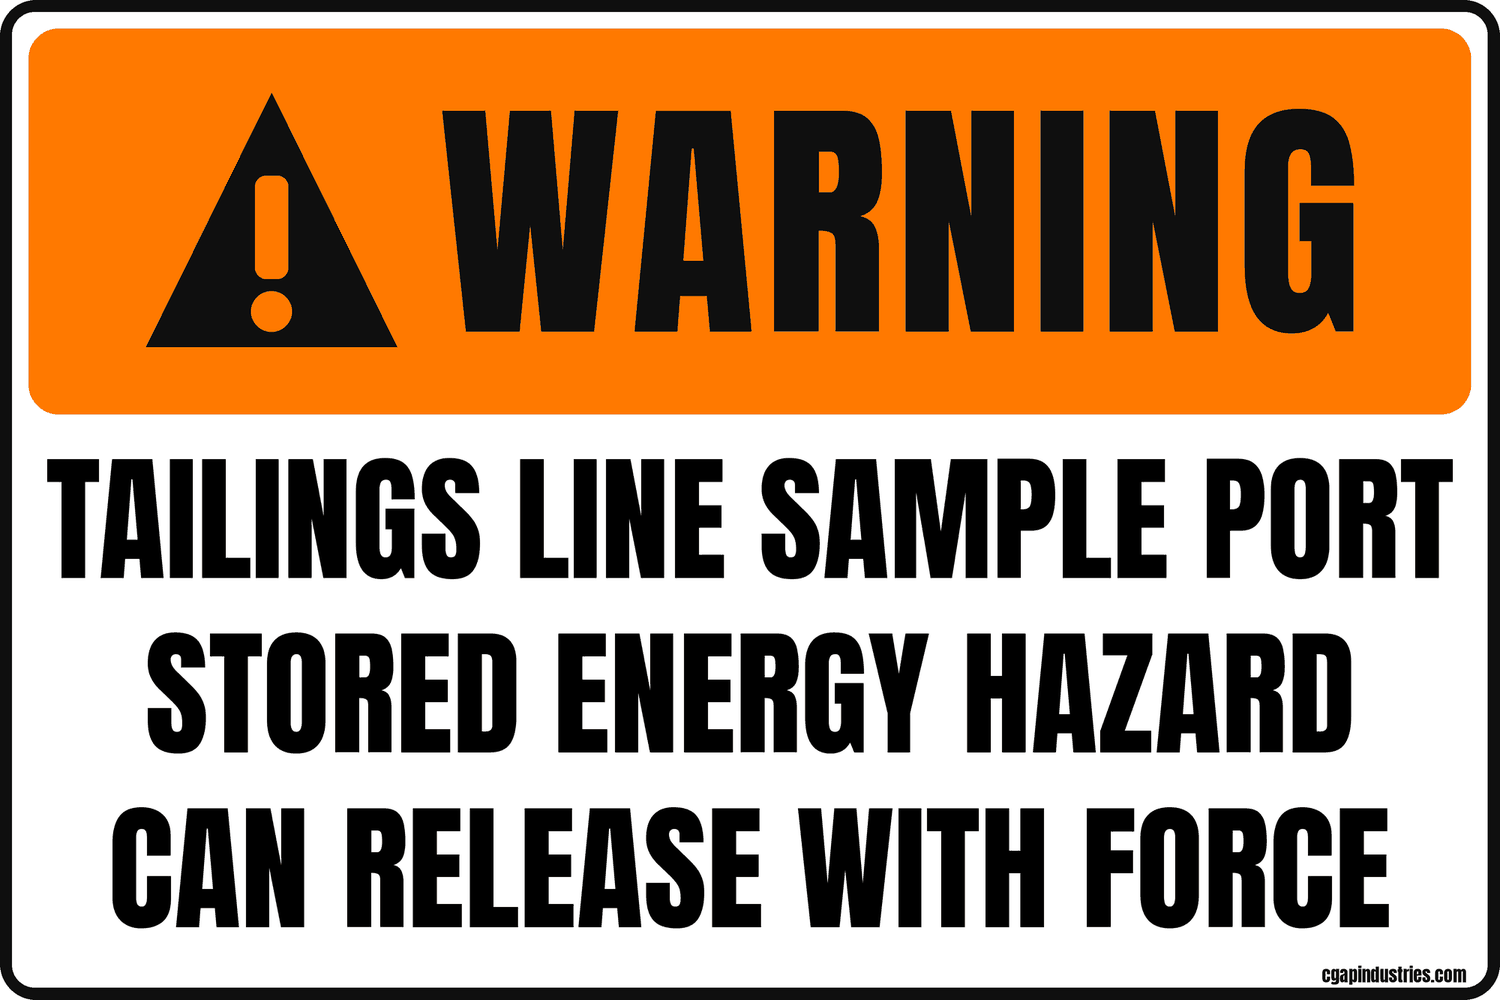 WARNING
TAILINGS LINE SAMPLE PORT
STORED ENERGY HAZARD
CAN RELEASE WITH FORCE
cgapindustries.com